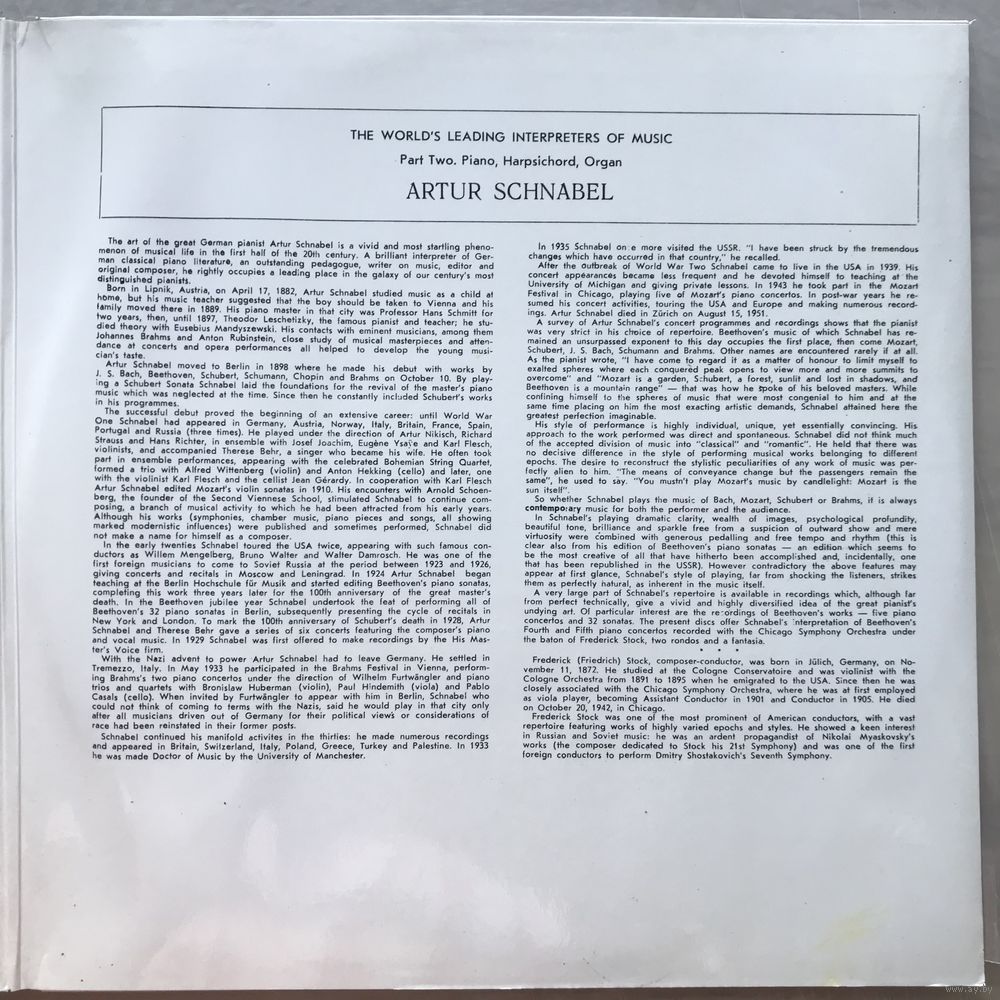 THE WORLD'S LEADING INTERPRETERS OF MUSIC
Part Two. Piano, Harpsichord, Organ
ARTUR SCHNABEL
The art of the great German pianist Artur Schnabel is a vivid and most startling pheno-
menon of musical life in the first half of the 20th century. A brilliant interpreter of Ger-
man classical piano literature, an outstanding pedagogue, writer on music, editor and
original composer, he rightly occupies a leading place in the galaxy of our century's most
distinguished pianists.
Born in Lipnik, Austria, on April 17, 1882, Artur Schnabel studied music as a child at
home, but his music teacher suggested that the boy should be taken to Vienna and his
family moved there in 1889. His piano master in that city was Professor Hans Schmitt for
two years, then, until 1897, Theodor Leschetizky, the famous pianist and teacher; he stu-
died theory with Eusebius Mandyszewski. His contacts with eminent musicians, among them
Johannes Brahms and Anton Rubinstein, close study of musical masterpieces and atten-
dance at concerts and opera performances all helped to develop the young musi-
cian's taste.
Artur Schnabel moved to Berlin in 1898 where he made his debut with works by
J. S. Bach, Beethoven, Schubert, Schumann, Chopin and Brahms on October 10. By play-
ing a Schubert Sonata Schnabel laid the foundations for the revival of the master's piano
music which was neglected at the time. Since then he constantly included Schubert's works
in his programmes.
The successful debut proved the beginning of an extensive career: until World War
One Schnabel had appeared in Germany, Austria, Norway, Italy, Britain, France, Spain,
Portugal and Russia (three times). He played under the direction of Artur Nikisch, Richard
Strauss and Hans Richter, in ensemble with Josef Joachim, Eugène Ysaÿe and Karl Flesch,
violinists, and accompanied Therese Behr, a singer who became his wife. He often took
part in ensemble performances, appearing with the celebrated Bohemian String Quartet,
formed a trio with Alfred Wittenberg (violin) and Anton Hekking (cello) and later, one
with the violinist Karl Flesch and the cellist Jean Gérardy. In cooperation with Karl Flesch
Artur Schnabel edited Mozart's violin sonatas in 1910. His encounters with Arnold Schoen-
berg, the founder of the Second Viennese School, stimulated Schnabel to continue com-
posing, a branch of musical activity to which he had been attracted from his early years.
Although his works (symphonies, chamber music, piano pieces and songs, all showing
marked modernistic influences) were published and sometimes performed, Schnabel did
not make a name for himself as a composer.
In the early twenties Schnabel toured the USA twice, appearing with such famous con-
ductors as Willem Mengelberg, Bruno Walter and Walter Damrosch. He was one of the
first foreign musicians to come to Soviet Russia at the period between 1923 and 1926,
giving concerts and recitals in Moscow and Leningrad. In 1924 Artur Schnabel began
teaching at the Berlin Hochschule für Musik and started editing Beethoven's piano sonatas,
completing this work three years later for the 100th anniversary of the great master's
death. In the Beethoven jubilee year Schnabel undertook the feat of performing all of
Beethoven's 32 piano sonatas in Berlin, subsequently presenting the cycle of recitals in
New York and London. To mark the 100th anniversary of Schubert's death in 1928, Artur
Schnabel and Therese Behr gave a series of six concerts featuring the composer's piano
and vocal music. In 1929 Schnabel was first offered to make recordings by the His Mas-
ter's Voice firm.
With the Nazi advent to power Artur Schnabel had to leave Germany. He settled in
Tremezzo, Italy. In May 1933 he participated in the Brahms Festival in Vienna, perform-
ing Brahms's two piano concertos under the direction of Wilhelm Furtwängler and piano
trios and quartets with Bronislaw Huberman (violin), Paul Hindemith (viola) and Pablo
Casals (cello). When invited by Furtwängler to appear with him in Berlin, Schnabel who
could not think of coming to terms with the Nazis, said he would play in that city only
after all musicians driven out of Germany for their political views or considerations of
race had been reinstated in their former posts.
Schnabel continued his manifold activites in the thirties: he made numerous recordings
and appeared in Britain, Switzerland, Italy, Poland, Greece, Turkey and Palestine. In 1933
he was made Doctor of Music by the University of Manchester.
In 1935 Schnabel on e more visited the USSR. "I have been struck by the tremendous
changes which have occurred in that country," he recalled.
After the outbreak of World War Two Schnabel came to live in the USA in 1939. His
concert appearances became less frequent and he devoted himself to teaching at the
University of Michigan and giving private lessons. In 1943 he took part in the Mozart
Festival in Chicago, playing live of Mozart's piano concertos. In post-war years he re-
sumed his concert activities, touring the USA and Europe and making numerous record-
ings. Artur Schnabel died in Zürich on August 15, 1951.
A survey of Artur Schnabel's concert programmes and recordings shows that the pianist
was very strict in his choice of repertoire. Beethoven's music of which Schnabel has re-
mained an unsurpassed exponent to this day occupies the first place, then come Mozart,
Schubert, J. S. Bach, Schumann and Brahms. Other names are encountered rarely if at all.
As the pianist wrote, "I have come to regard it as a matter of honour to limit myself to
exalted spheres where each conquered peak opens to view more and more summits to
overcome" and "Mozart is a garden, Schubert, a forest, sunlit and lost in shadows, and
Beethoven is a mountain range" — that was how he spoke of his beloved masters. While
confining himself to the spheres of music that were most congenial to him and at the
same time placing on him the most exacting artistic demands, Schnabel attained here the
greatest perfection imaginable.
His style of performance is highly individual, unique, yet essentially convincing. His
approach to the work performed was direct and spontaneous. Schnabel did not think much
of the accepted division of music into "classical" and "romantic". He held that there was
no decisive difference in the style of performing musical works belonging to different
epochs. The desire to reconstruct the stylistic peculiarities of any work of music was per-
fectly alien to him. "The means of conveyance change but the passengers remain the
same", he used to say. "You mustn't play Mozart's music by candlelight: Mozart is the
sun itself".
So whether Schnabel plays the music of Bach, Mozart, Schubert or Brahms, it is always
contemporary music for both the performer and the audience.
In Schnabel's playing dramatic clarity, wealth of images, psychological profundity,
beautiful tone, brilliance and sparkle free from a suspicion of outward show and mere
virtuosity were combined with generous pedalling and free tempo and rhythm (this is
clear also from his edition of Beethoven's piano sonatas — an edition which seems to
be the most creative of all that have hitherto been accomplished and, incidentally, one
that has been republished in the USSR). However contradictory the above features may
appear at first glance, Schnabel's style of playing, far from shocking the listeners, strikes
them as perfectly natural, as inherent in the music itself.
A very large part of Schnabel's repertoire is available in recordings which, although far
from perfect technically, give a vivid and highly diversified idea of the great pianist's
undying art. Of particular interest are the recordings of Beethoven's works — five piano
concertos and 32 sonatas. The present discs offer Schnabel's interpretation of Beethoven's
Fourth and Fifth piano concertos recorded with the Chicago Symphony Orchestra under
the baton of Frederick Stock, two rondos and a fantasia.
* * *
Frederick (Friedrich) Stock, composer-conductor, was born in Jülich, Germany, on No-
vember 11, 1872. He studied at the Cologne Conservatoire and was violinist with the
Cologne Orchestra from 1891 to 1895 when he emigrated to the USA. Since then he was
closely associated with the Chicago Symphony Orchestra, where he was at first employed
as viola player, becoming Assistant Conductor in 1901 and Conductor in 1905. He died
on October 20, 1942, in Chicago.
Frederick Stock was one of the most prominent of American conductors, with a vast
repertoire featuring works of highly varied epochs and styles. He showed a keen interest
in Russian and Soviet music: he was an ardent propagandist of Nikolai Myaskovsky's
works (the composer dedicated to Stock his 21st Symphony) and was one of the first
foreign conductors to perform Dmitry Shostakovich's Seventh Symphony.
www.ay.by